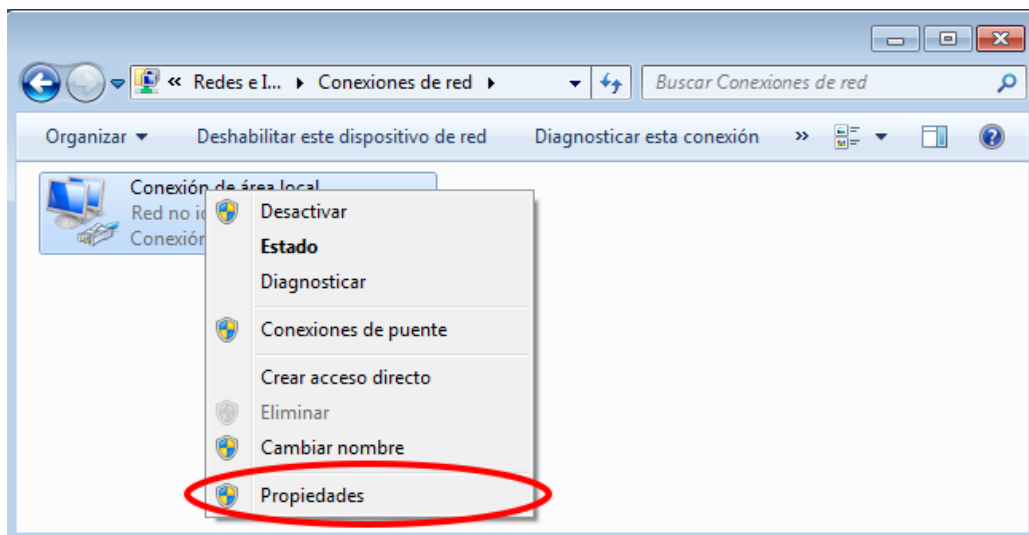 « Redes e I... Conexiones de red Buscar Conexiones de red
Organizar Deshabilitar este dispositivo de red Diagnosticar esta conexión »
Conexión de área local
Red no
Conexión
Desactivar
Estado
Diagnosticar
Conexiones de puente
Crear acceso directo
Eliminar
Cambiar nombre
Propiedades